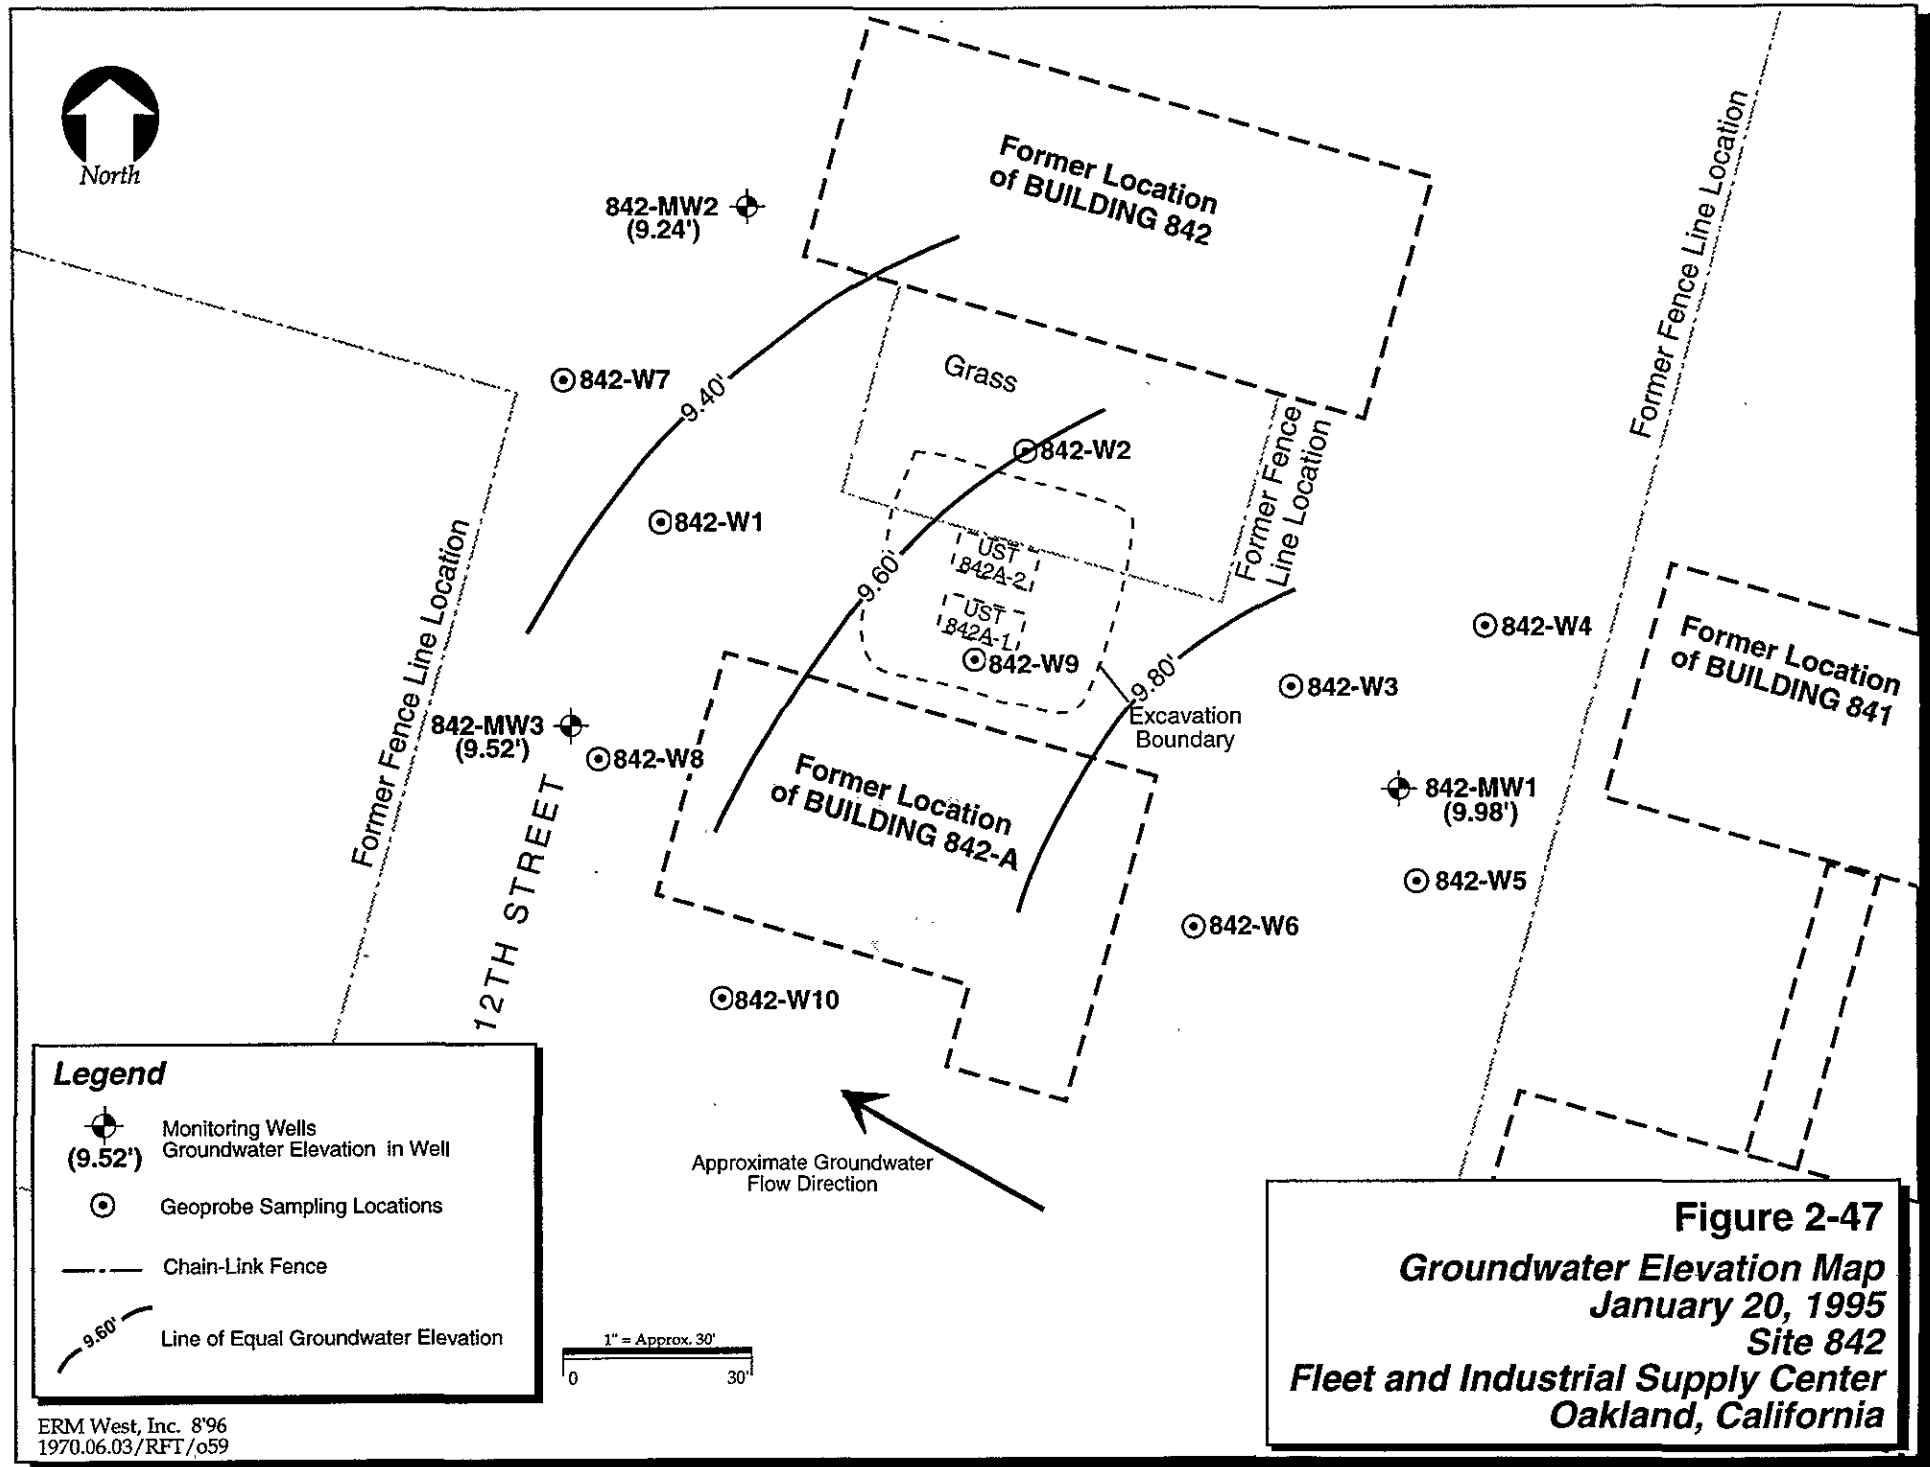 North
842-MW2
(9.24')
Former Location
of BUILDING 842
Former Fence Line Location
842-W7
9.40'
Grass
842-W2
Former Fence
Line Location
842-W1
9.60'
UST
842A-2
UST
842A-1
842-W9
9.80'
842-W4
842-W3
Former Location
of BUILDING 841
Former Fence Line Location
842-MW3
(9.52')
842-W8
Excavation
Boundary
Former Location
of BUILDING 842-A
842-MW1
(9.98')
842-W5
842-W6
12TH STREET
842-W10
Approximate Groundwater
Flow Direction
Legend
Monitoring Wells
(9.52')
Groundwater Elevation in Well
Geoprobe Sampling Locations
Chain-Link Fence
9.60'
Line of Equal Groundwater Elevation
1" = Approx. 30'
0
30'
Figure 2-47
Groundwater Elevation Map
January 20, 1995
Site 842
Fleet and Industrial Supply Center
Oakland, California
ERM West, Inc. 8'96
1970.06.03/RFT/o59